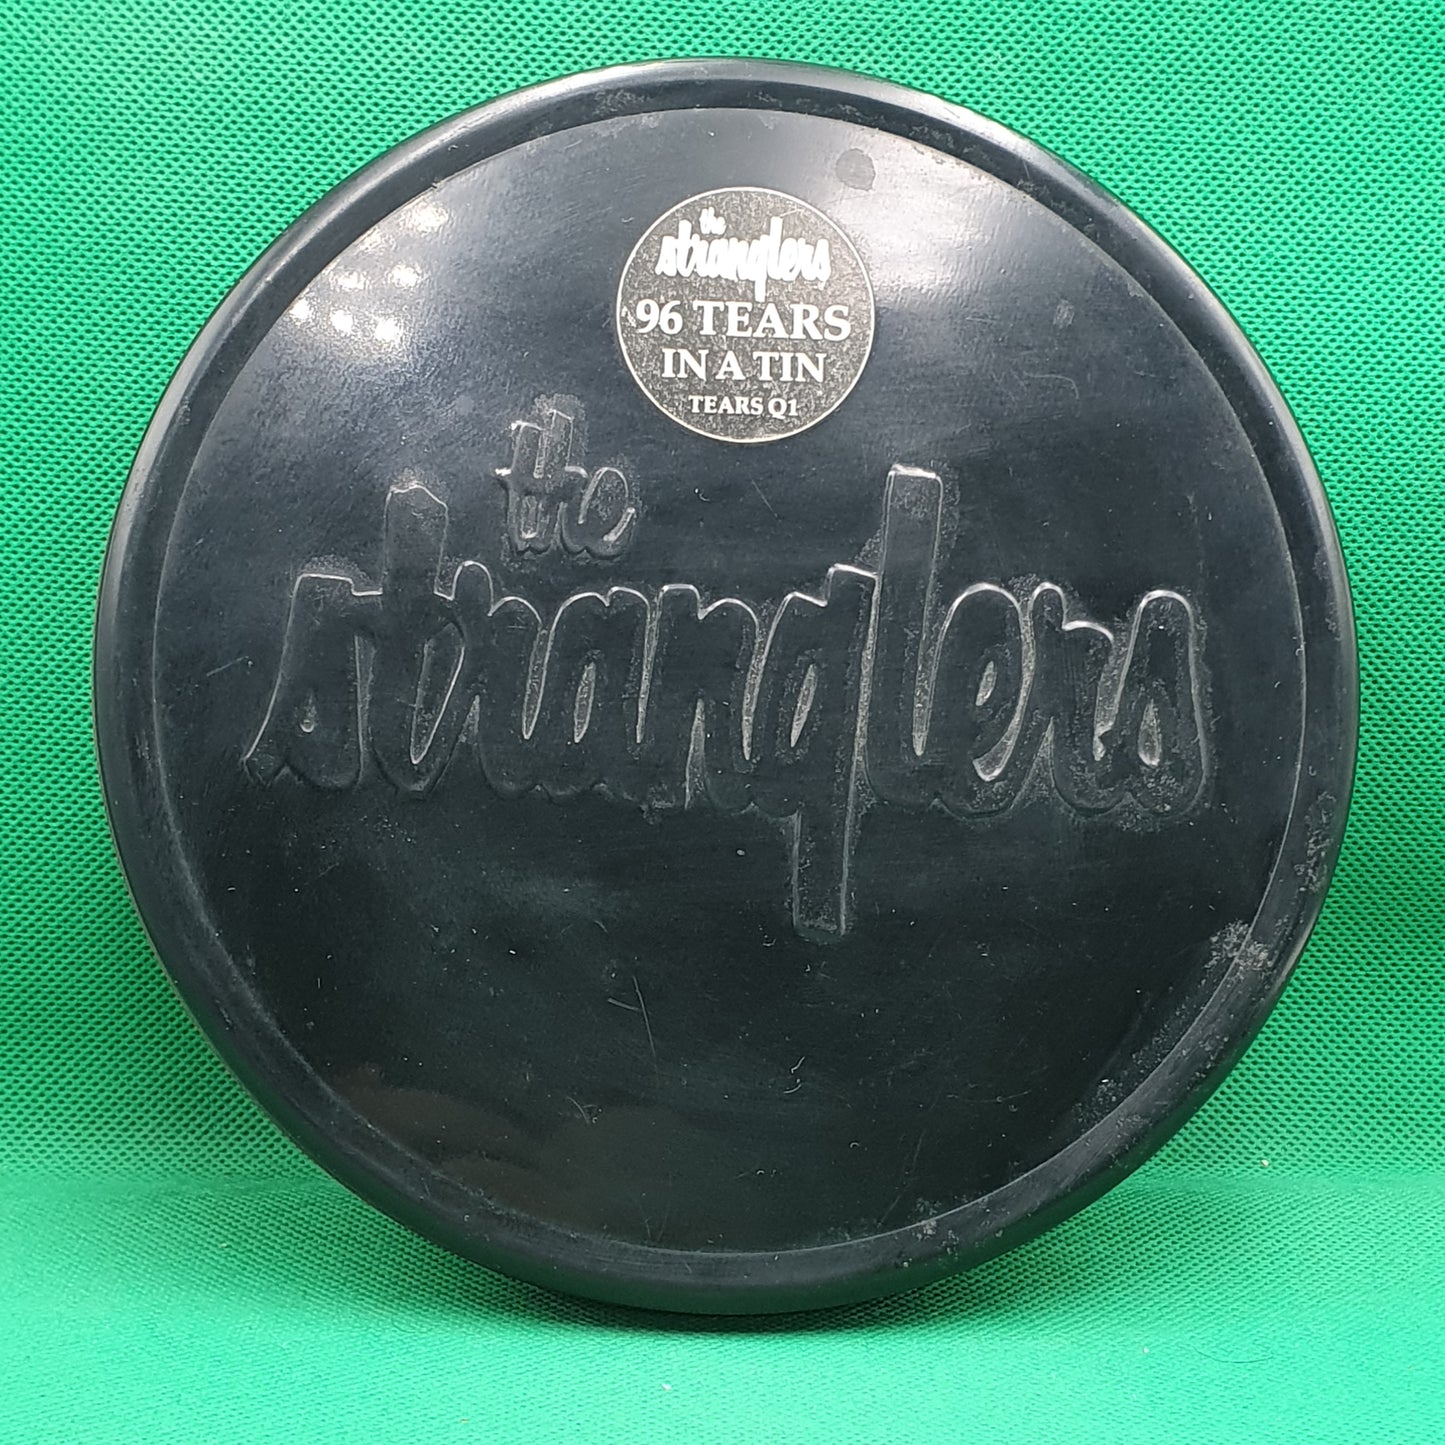 the
stranglers
96 TEARS
IN A TIN
TEARS Q1
the
stranglers